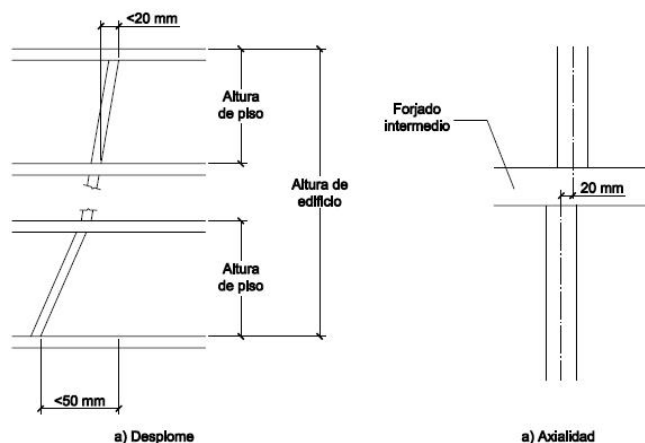 <20 mm
Altura
de piso
Altura de
edificio
Altura
de piso
<50 mm
a) Desplome
Forjado
intermedio
20 mm
a) Axialidad